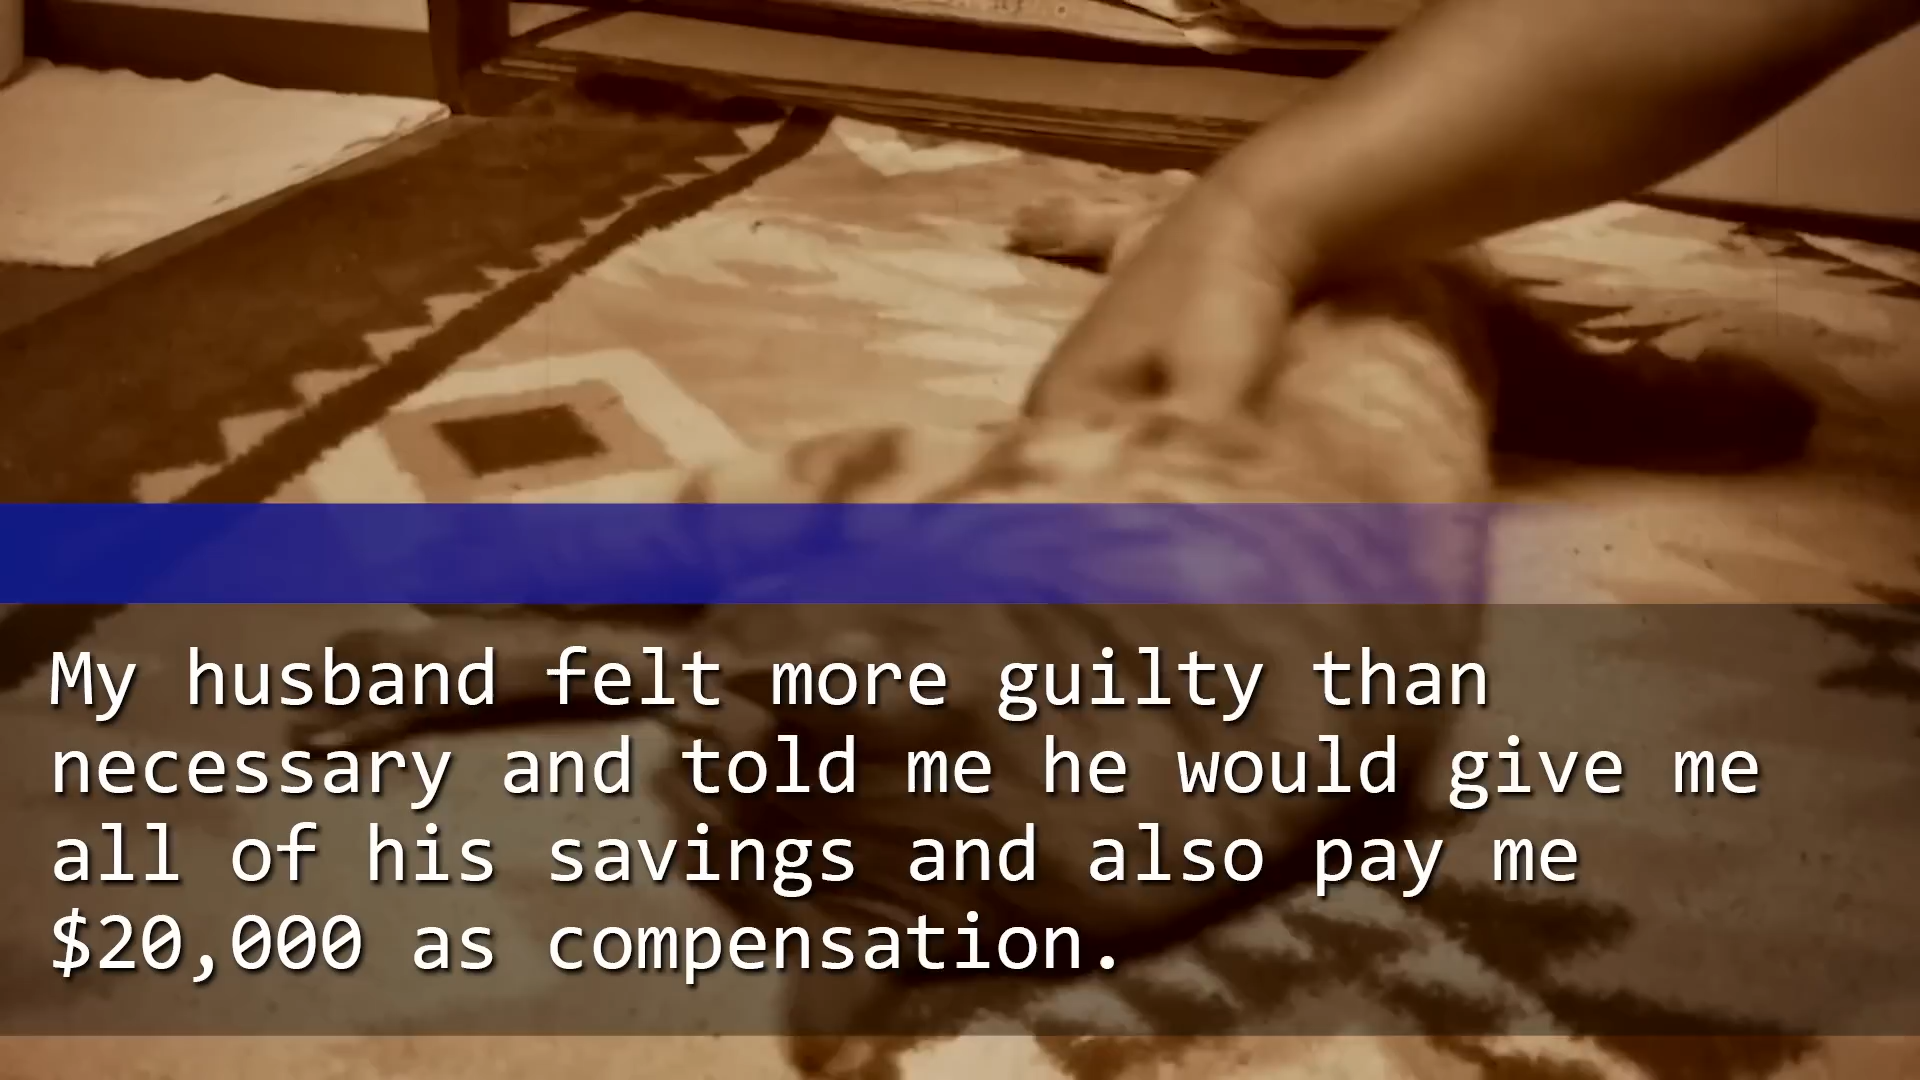 My husband felt more guilty than
necessary and told me he would give me
all of his savings and also pay me
$20,000 as compensation.